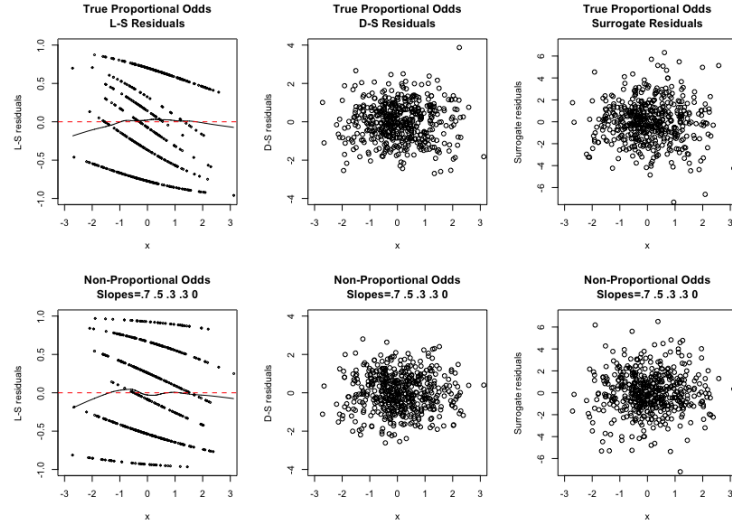 True Proportional Odds
L-S Residuals
L-S residuals
1.0
0.5
0.0
-0.5
-1.0
-3 -2 -1 0 1 2 3
x
True Proportional Odds
D-S Residuals
D-S residuals
4
2
0
-2
-4
-3 -2 -1 0 1 2 3
x
True Proportional Odds
Surrogate Residuals
Surrogate residuals
6
4
2
0
-2
-4
-6
-3 -2 -1 0 1 2 3
x
Non-Proportional Odds
Slopes=.7 .5 .3 .3 0
L-S residuals
1.0
0.5
0.0
-0.5
-1.0
-3 -2 -1 0 1 2 3
x
Non-Proportional Odds
Slopes=.7 .5 .3 .3 0
D-S residuals
4
2
0
-2
-4
-3 -2 -1 0 1 2 3
x
Non-Proportional Odds
Slopes=.7 .5 .3 .3 0
Surrogate residuals
6
4
2
0
-2
-4
-6
-3 -2 -1 0 1 2 3
x